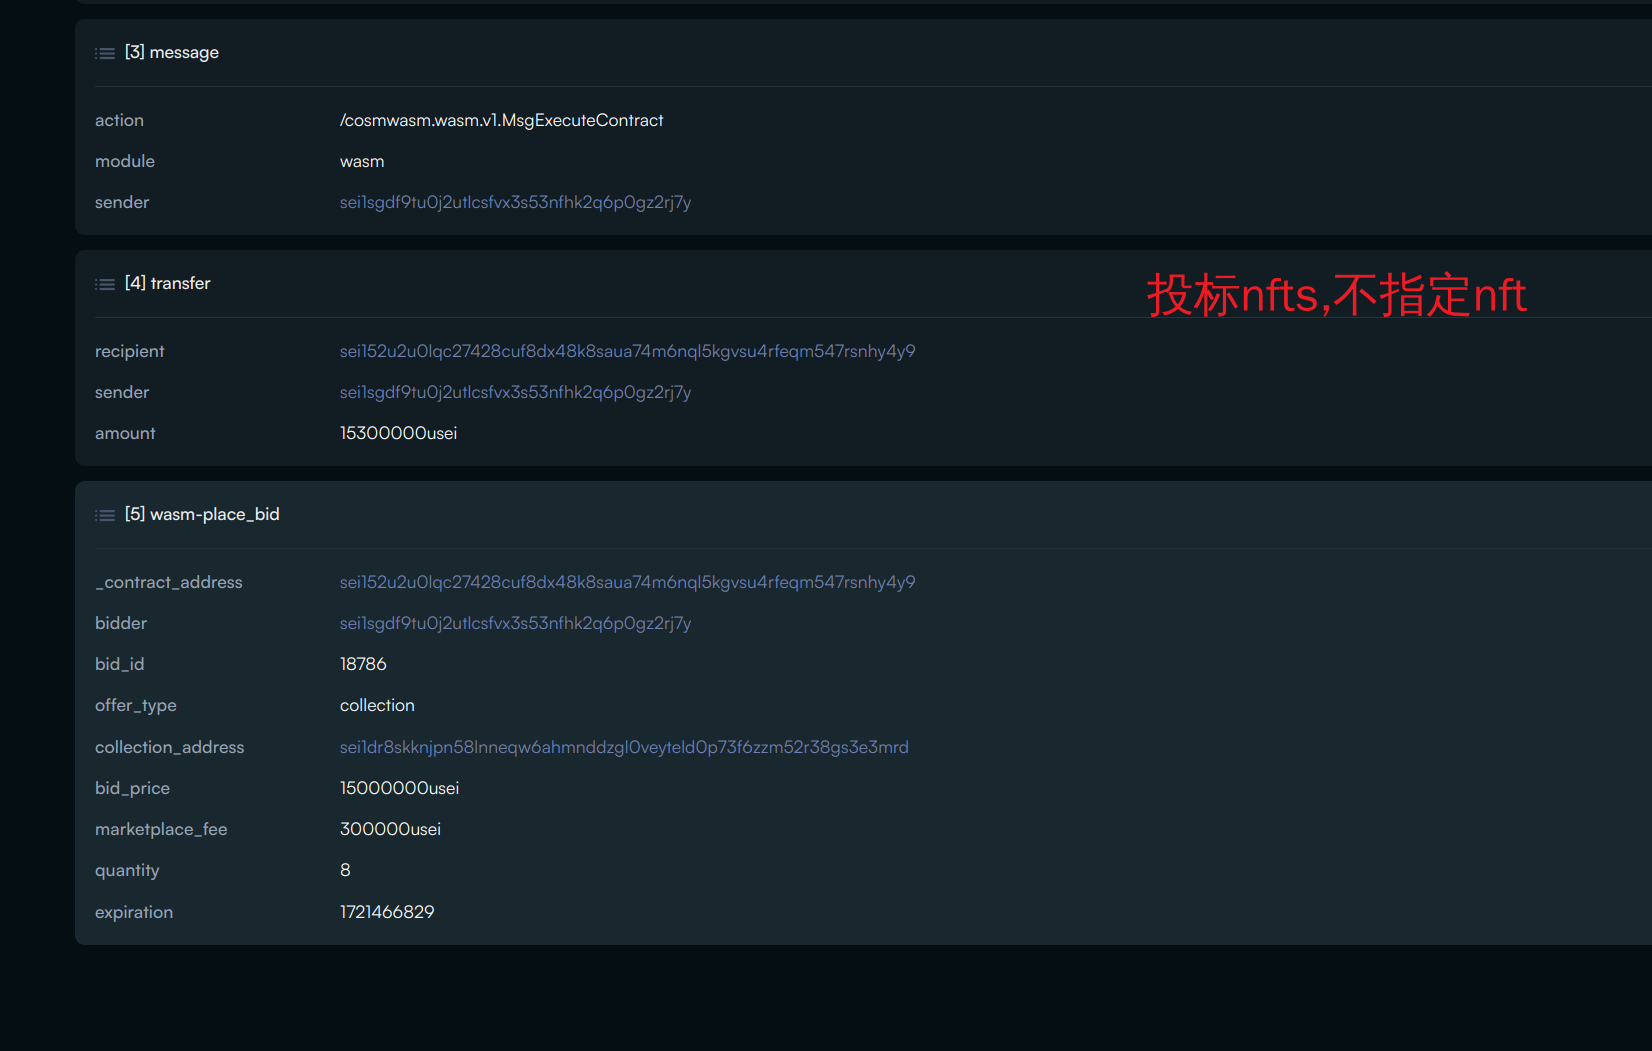 [3] message
action /cosmwasm.wasm.v1.MsgExecuteContract
module wasm
sender sei1sgdf9tu0j2utlcsfvx3s53nfhk2q6p0gz2rj7y
[4] transfer
投标nfts,不指定nft
recipient sei152u2u0lqc27428cuf8dx48k8saua74m6nql5kgvsu4rfeqm547rsnhy4y9
sender sei1sgdf9tu0j2utlcsfvx3s53nfhk2q6p0gz2rj7y
amount 15300000usei
[5] wasm-place_bid
_contract_address sei152u2u0lqc27428cuf8dx48k8saua74m6nql5kgvsu4rfeqm547rsnhy4y9
bidder sei1sgdf9tu0j2utlcsfvx3s53nfhk2q6p0gz2rj7y
bid_id 18786
offer_type collection
collection_address sei1dr8skknjpn58lnneqw6ahmnddzgl0veyteld0p73f6zzm52r38gs3e3mrd
bid_price 15000000usei
marketplace_fee 300000usei
quantity 8
expiration 1721466829